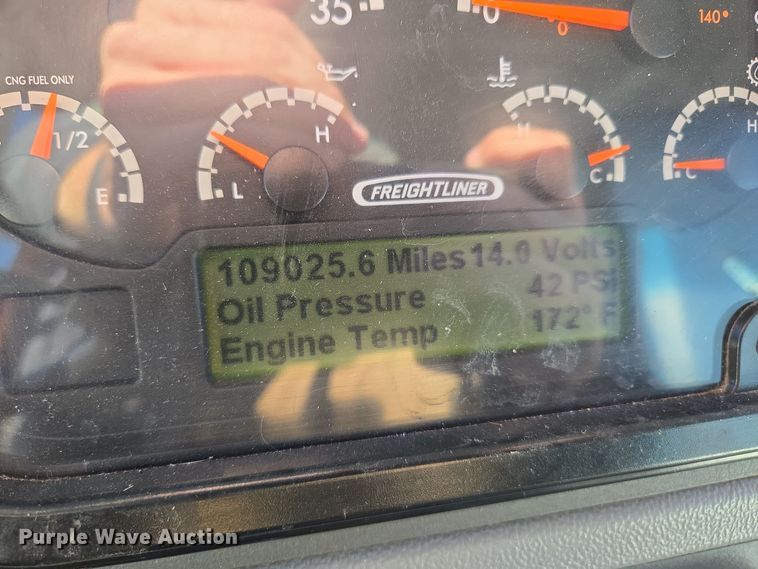 35
0
0
140°
CNG FUEL ONLY
1/2
E
H
L
H
C
H
C
FREIGHTLINER
109025.6 Miles 14.0 Volts
Oil Pressure 42 PSI
Engine Temp 172° F
Purple Wave Auction